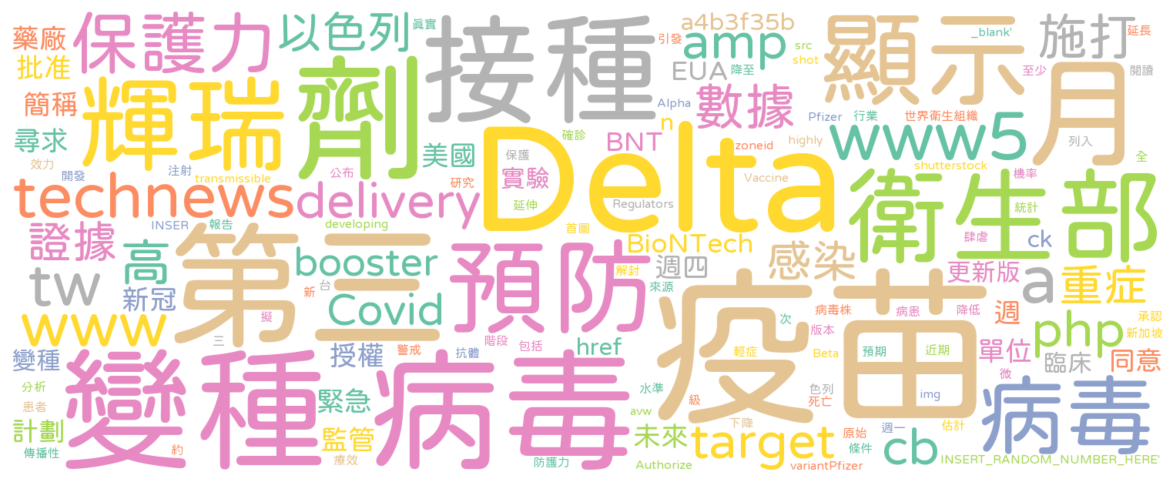 藥廠
保護力
以色列
真實
接種
引發
a4b3f35b
amp
src
shot
顯示
_blank'
施打
延長
批准
EUA
降至
至少
閱讀
月
簡稱
輝瑞
劑
Alpha
n
數據
Pfizer
行業
世界衛生組織
www5
列入
尋求
美國
確診
BNT
zoneid
highly
效力
開發
注射
transmissible
保護
Delta
shutterstock
全
technews
delivery
公布
研究
實驗
Vaccine
機率
衛生部
INSER
報告
developing
延伸
Regulators
統計
證據
高
第三
首圖
BioNTech
感染
肆虐
ck
tw
新冠
booster
預防
解封
週四
更新版
a
重症
新
台
Covid
來源
疫苗
病毒株
病患
降低
週
承認
www
擬
三
階段
包括
href
次
版本
php
新加坡
變種
授權
警戒
抗體
輕症
Beta
預期
近期
單位
臨床
同意
分析
變種病毒
緊急
水準
色列
死亡
img
微
病毒
患者
avw
級
下降
計劃
監管
未來
target
原始
週一
估計
傳播性
約
療效
防護力
Authorize
條件
cb
variantPfizer
INSERT_RANDOM_NUMBER_HERE'